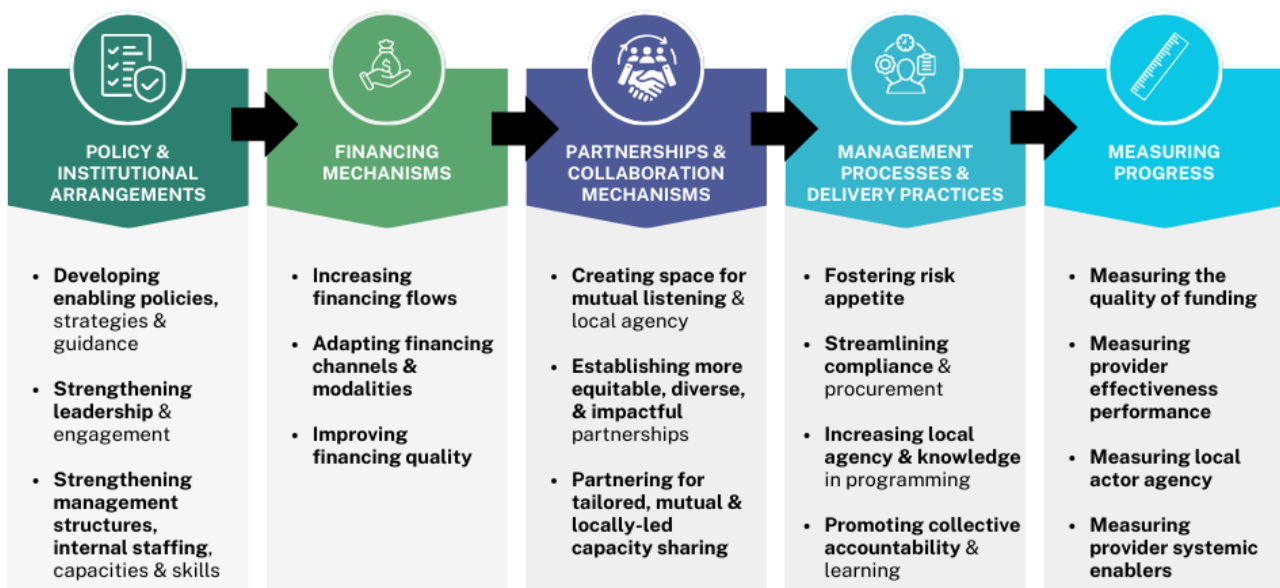 POLICY &
INSTITUTIONAL
ARRANGEMENTS
• Developing
enabling policies,
strategies &
guidance
• Strengthening
leadership &
engagement
• Strengthening
management
structures,
internal staffing,
capacities & skills
FINANCING
MECHANISMS
• Increasing
financing flows
• Adapting financing
channels &
modalities
• Improving
financing quality
PARTNERSHIPS &
COLLABORATION
MECHANISMS
• Creating space for
mutual listening &
local agency
• Establishing more
equitable, diverse,
& impactful
partnerships
• Partnering for
tailored, mutual &
locally-led
capacity sharing
MANAGEMENT
PROCESSES &
DELIVERY PRACTICES
• Fostering risk
appetite
• Streamlining
compliance &
procurement
• Increasing local
agency & knowledge
in programming
• Promoting collective
accountability &
learning
MEASURING
PROGRESS
• Measuring the
quality of funding
• Measuring
provider
effectiveness
performance
• Measuring local
actor agency
• Measuring
provider systemic
enablers